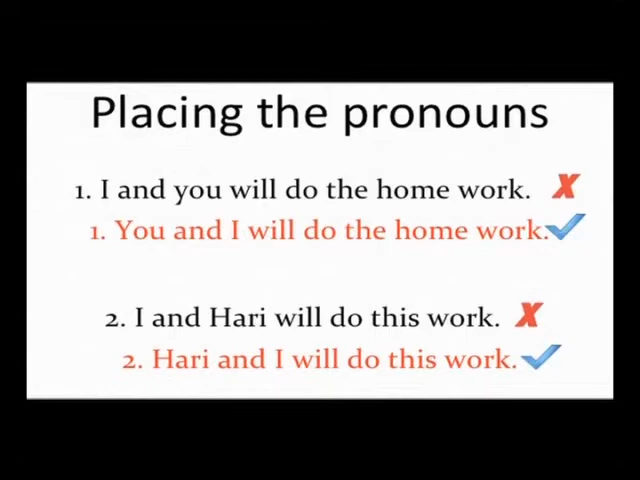 Placing the pronouns
1. I and you will do the home work. X
1. You and I will do the home work.
2. I and Hari will do this work. X
2. Hari and I will do this work.